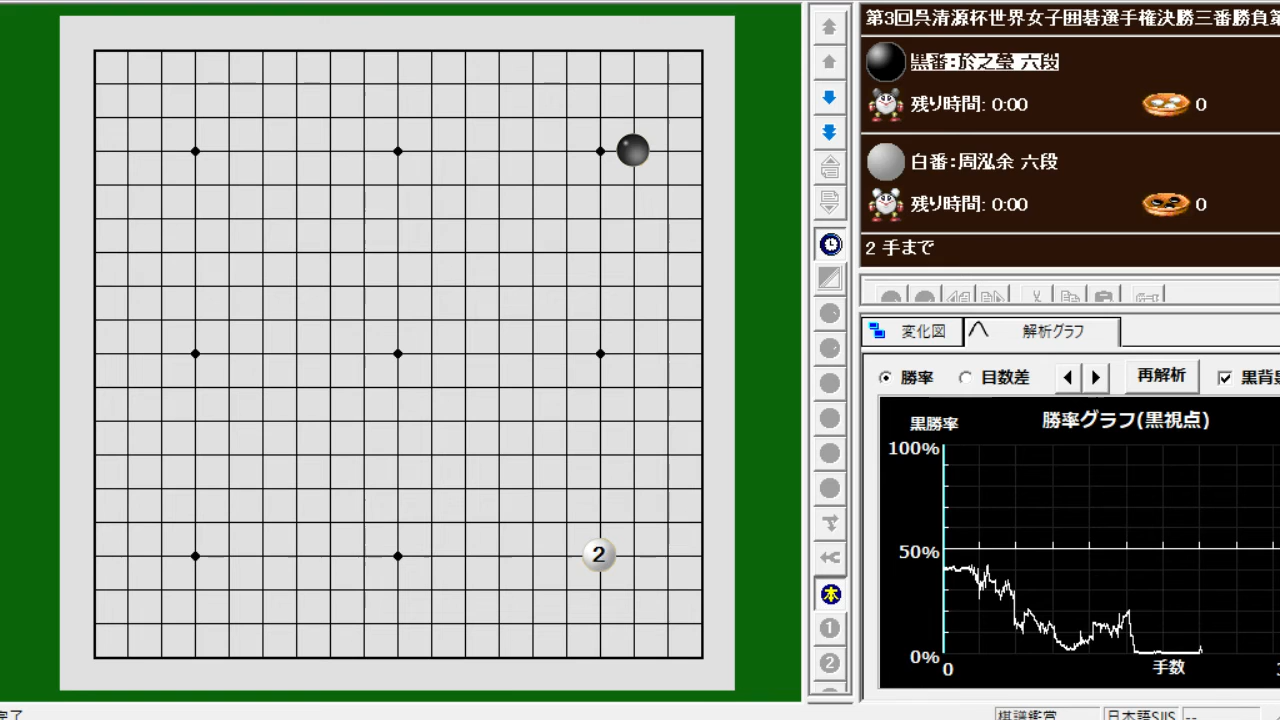 第3回呉清源杯世界女子囲碁選手権決勝三番勝負
黒番:於之瑩 六段
残り時間: 0:00
0
白番:周泓余 六段
残り時間: 0:00
0
2 手まで
変化図
解析グラフ
勝率
目数差
再解析
黒背
黒勝率
勝率グラフ(黒視点)
100%
50%
0%
0
手数
2
1
2
完了
棋譜鑑賞
日本語SJIS
--